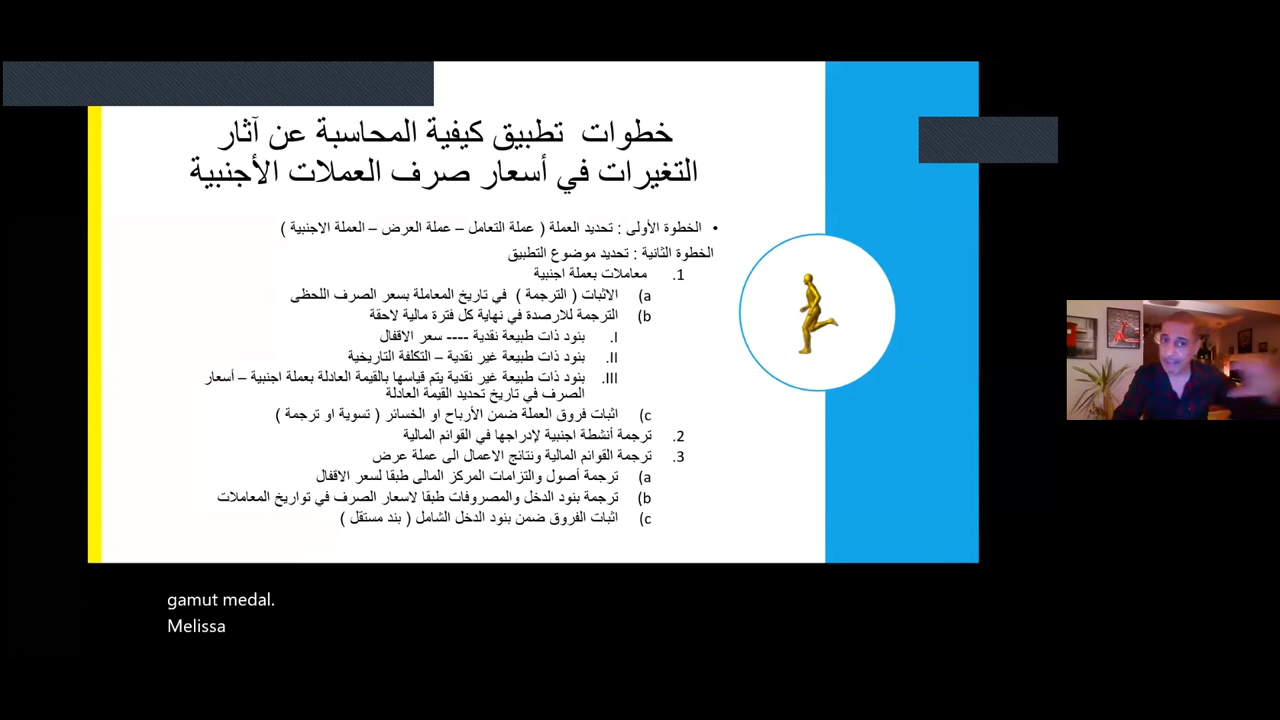 خطوات تطبيق كيفية المحاسبة عن آثار
التغيرات في أسعار صرف العملات الأجنبية
• الخطوة الأولى : تحديد العملة ( عملة التعامل – عملة العرض – العملة الاجنبية )
الخطوة الثانية : تحديد موضوع التطبيق
1. معاملات بعملة اجنبية
a) الاثبات ( الترجمة ) في تاريخ المعاملة بسعر الصرف اللحظى
b) الترجمة للارصدة في نهاية كل فترة مالية لاحقة
I. بنود ذات طبيعة نقدية ---- سعر الاقفال
II. بنود ذات طبيعة غير نقدية – التكلفة التاريخية
III. بنود ذات طبيعة غير نقدية يتم قياسها بالقيمة العادلة بعملة اجنبية – أسعار
الصرف في تاريخ تحديد القيمة العادلة
c) اثبات فروق العملة ضمن الأرباح او الخسائر ( تسوية او ترجمة )
2. ترجمة أنشطة اجنبية لإدراجها في القوائم المالية
3. ترجمة القوائم المالية ونتائج الاعمال الى عملة عرض
a) ترجمة أصول والتزامات المركز المالى طبقا لسعر الاقفال
b) ترجمة بنود الدخل والمصروفات طبقا لاسعار الصرف في تواريخ المعاملات
c) اثبات الفروق ضمن بنود الدخل الشامل ( بند مستقل )
gamut medal.
Melissa